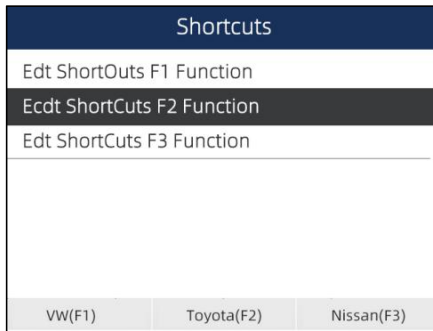 Shortcuts
Edt ShortOuts F1 Function
Ecdt ShortCuts F2 Function
Edt ShortCuts F3 Function
VW(F1) Toyota(F2) Nissan(F3)